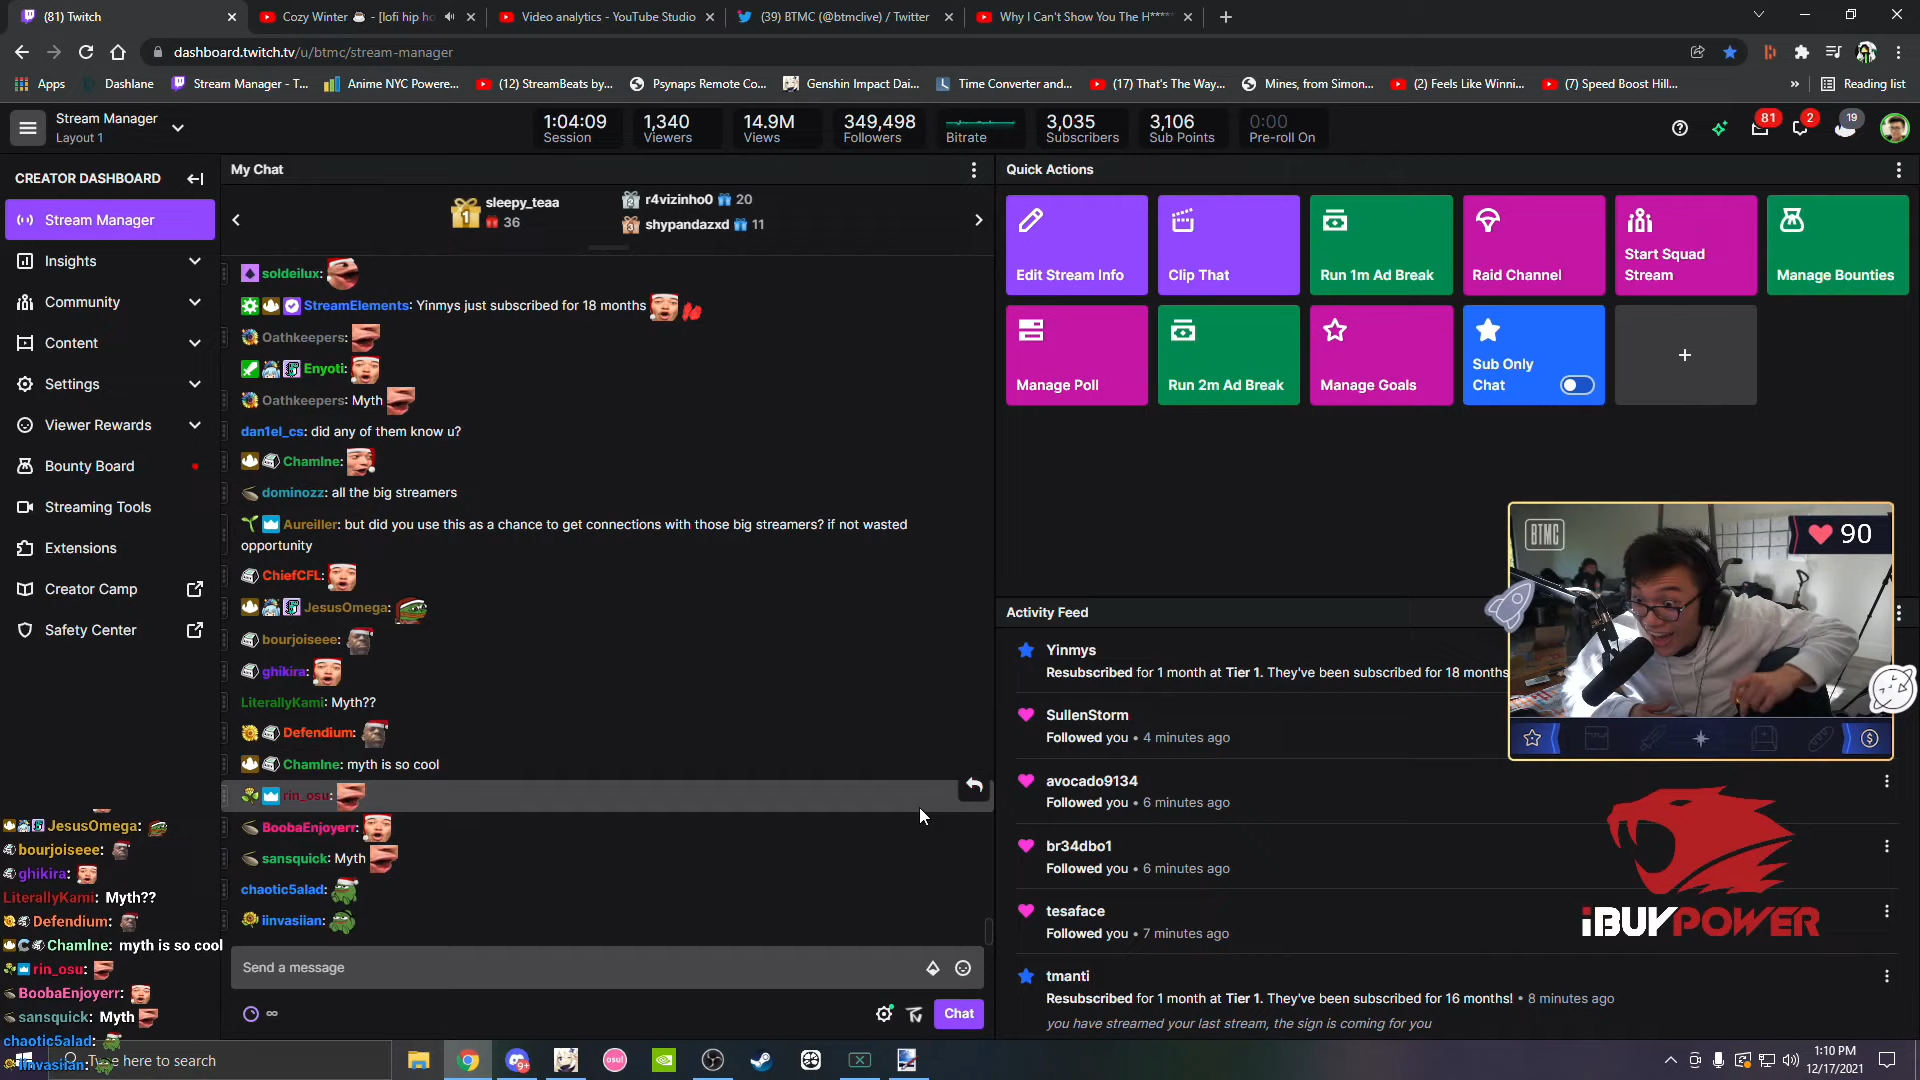 (81) Twitch
Cozy Winter ☕ - [lofi hip ho
Video analytics - YouTube Studio
(39) BTMC (@btmclive) / Twitter
Why I Can't Show You The H****
dashboard.twitch.tv/u/btmc/stream-manager
Apps
Dashlane
Stream Manager - T...
Anime NYC Powere...
(12) StreamBeats by...
Psynaps Remote Co...
Genshin Impact Dai...
Time Converter and...
(17) That's The Way...
Mines, from Simon...
(2) Feels Like Winni...
(7) Speed Boost Hill...
»
Reading list
Stream Manager
Layout 1
1:04:09
Session
1,340
Viewers
14.9M
Views
349,498
Followers
Bitrate
3,035
Subscribers
3,106
Sub Points
0:00
Pre-roll On
81
2
19
CREATOR DASHBOARD
Stream Manager
Insights
Community
Content
Settings
Viewer Rewards
Bounty Board
Streaming Tools
Extensions
Creator Camp
Safety Center
My Chat
1
sleepy_teaa
36
2
r4vizinho0
20
3
shypandazxd
11
soldeilux:
StreamElements: Yinmys just subscribed for 18 months
Oathkeepers:
Enyoti:
Oathkeepers: Myth
dan1el_cs: did any of them know u?
Chamlne:
dominozz: all the big streamers
Aureiller: but did you use this as a chance to get connections with those big streamers? if not wasted
opportunity
ChiefCFL:
JesusOmega:
bourjoiseee:
ghikira:
LiterallyKami: Myth??
Defendium:
Chamlne: myth is so cool
rin_osu:
BoobaEnjoyerr:
sansquick: Myth
chaotic5alad:
iinvasiian:
Send a message
∞
Chat
Quick Actions
Edit Stream Info
Clip That
Run 1m Ad Break
Raid Channel
Start Squad
Stream
Manage Bounties
Manage Poll
Run 2m Ad Break
Manage Goals
Sub Only
Chat
+
Activity Feed
Yinmys
Resubscribed for 1 month at Tier 1. They've been subscribed for 18 months
SullenStorm
Followed you • 4 minutes ago
avocado9134
Followed you • 6 minutes ago
br34dbo1
Followed you • 6 minutes ago
tesaface
Followed you • 7 minutes ago
tmanti
Resubscribed for 1 month at Tier 1. They've been subscribed for 16 months! • 8 minutes ago
you have streamed your last stream, the sign is coming for you
BTMC
90
iBUYPOWER
JesusOmega:
bourjoiseee:
ghikira:
LiterallyKami: Myth??
Defendium:
Chamlne: myth is so cool
rin_osu:
BoobaEnjoyerr:
sansquick: Myth
chaotic5alad:
iinvasiian:
here to search
osu!
9+
1:10 PM
12/17/2021